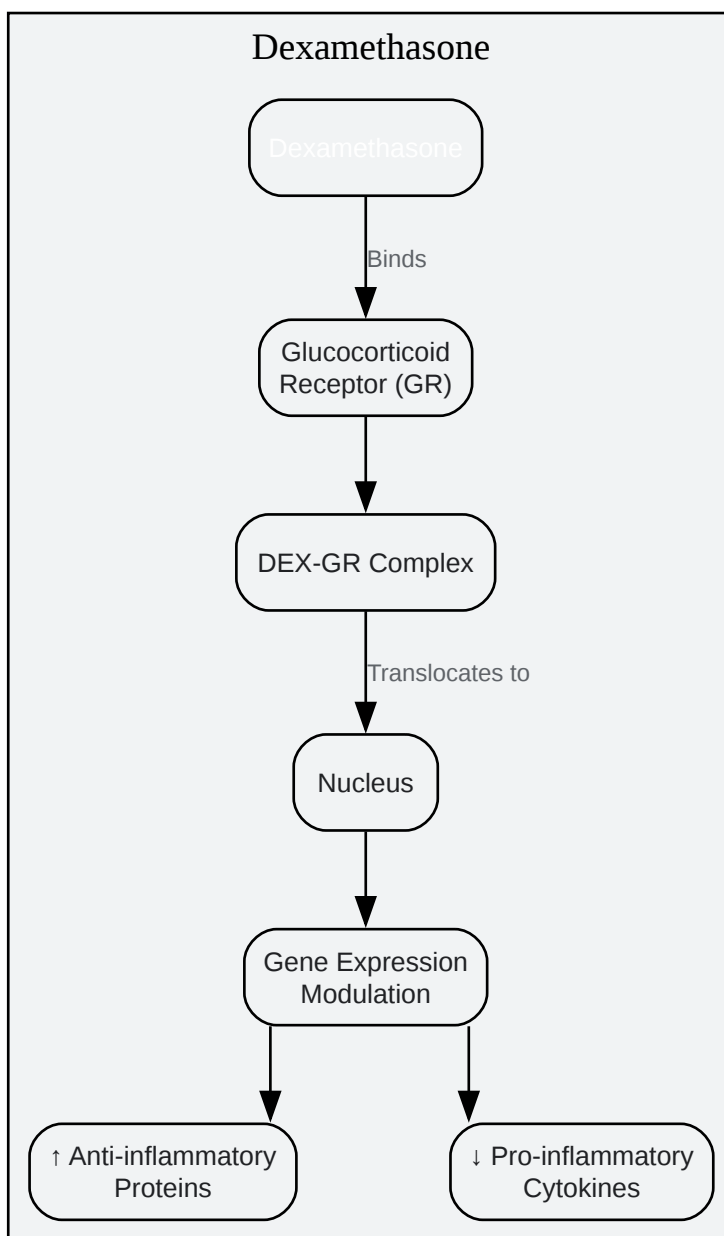 Dexamethasone
Dexamethasone
Binds
Glucocorticoid
Receptor (GR)
DEX-GR Complex
Translocates to
Nucleus
Gene Expression
Modulation
↑ Anti-inflammatory
Proteins
↓ Pro-inflammatory
Cytokines